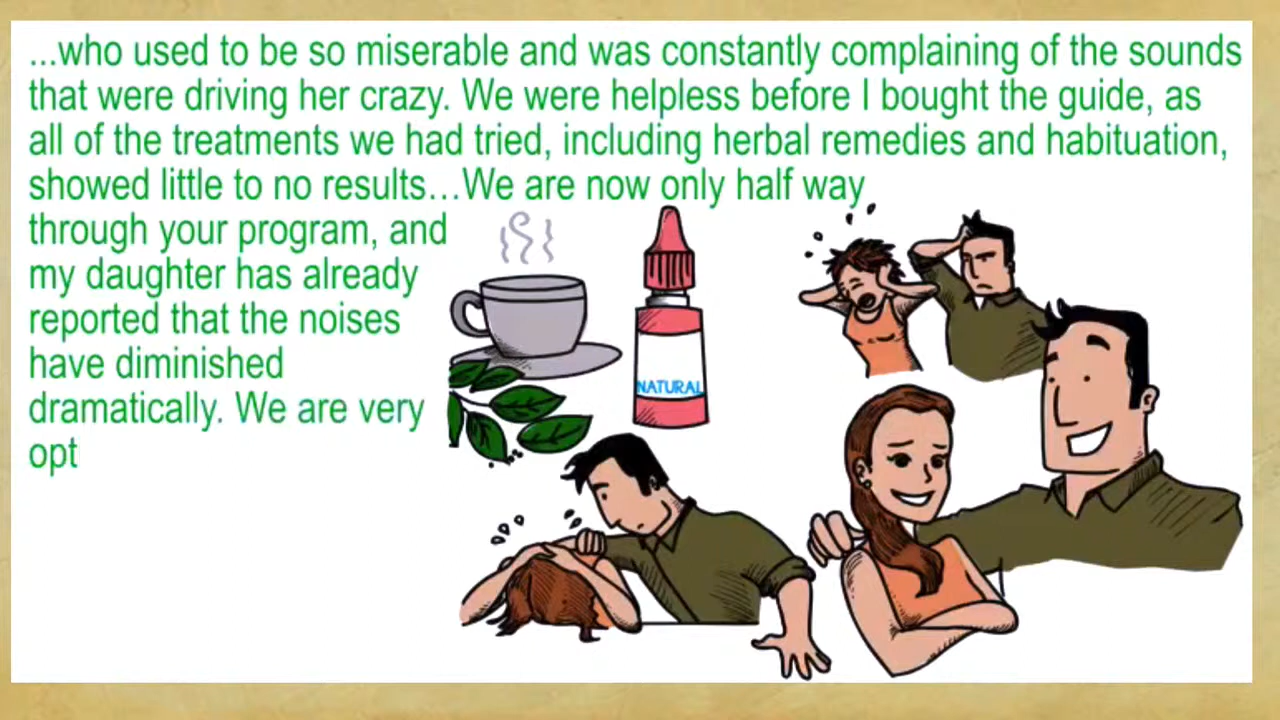 ...who used to be so miserable and was constantly complaining of the sounds
that were driving her crazy. We were helpless before I bought the guide, as
all of the treatments we had tried, including herbal remedies and habituation,
showed little to no results...We are now only half way
through your program, and
my daughter has already
reported that the noises
have diminished
dramatically. We are very
opt
NATURAL